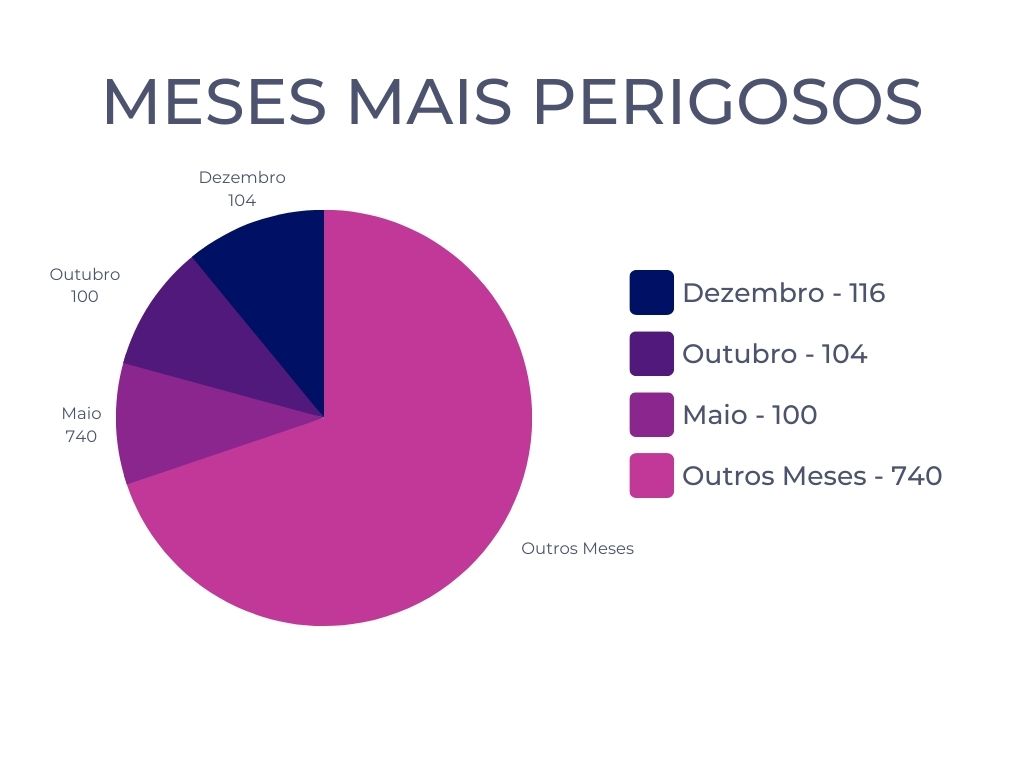 MESES MAIS PERIGOSOS
Dezembro
104
Outubro
100
Maio
740
Outros Meses
Dezembro - 116
Outubro - 104
Maio - 100
Outros Meses - 740